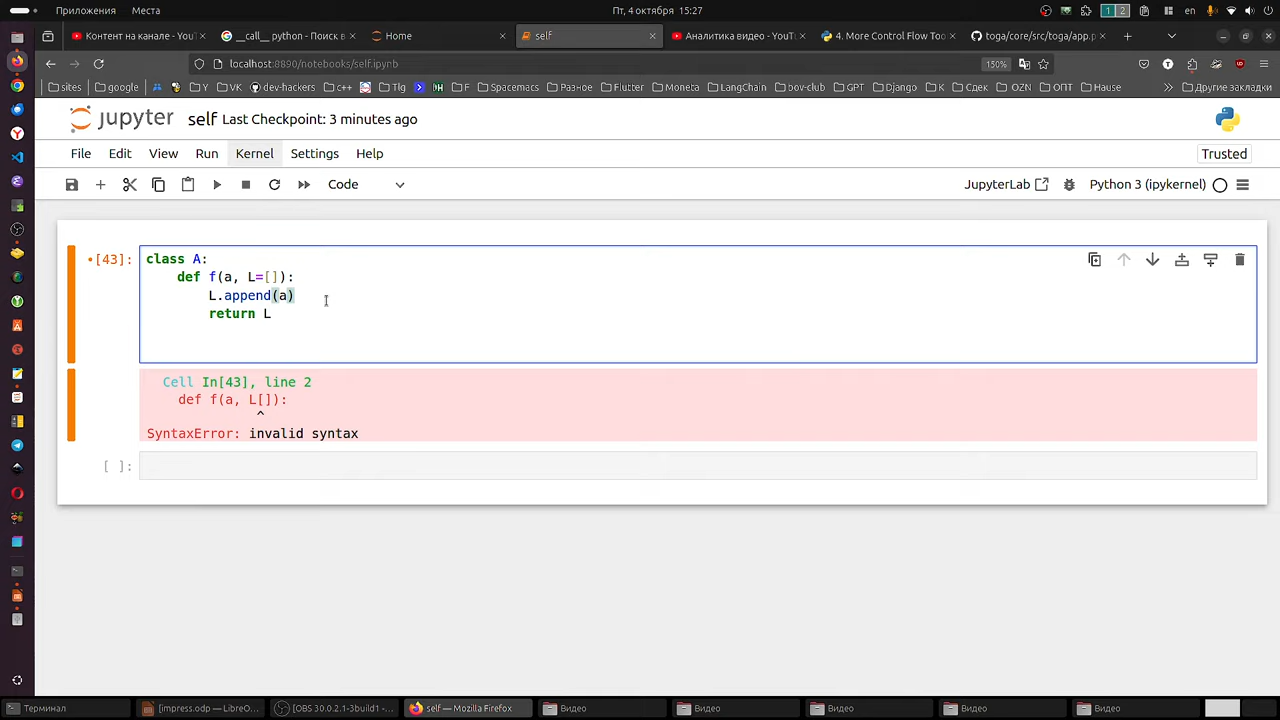 Приложения Места Пт, 4 октября 15:27 1 2 en
Контент на канале - YouT __call__ python - Поиск в Home self Аналитика видео - YouTu 4. More Control Flow Too toga/core/src/toga/app.p
localhost:8890/notebooks/self.ipynb 150%
sites google Y VK dev-hackers C++ Tlg F Spacemacs Разное Flutter Moneta LangChain bov-club GPT Django K Сдек OZN ОПТ Hause Другие закладки
jupyter self Last Checkpoint: 3 minutes ago
File Edit View Run Kernel Settings Help Trusted
Code JupyterLab Python 3 (ipykernel)
[43]: class A:
def f(a, L=[]):
L.append(a)
return L
Cell In[43], line 2
def f(a, L[]):
^
SyntaxError: invalid syntax
[ ]:
Терминал [impress.odp — LibreO... [OBS 30.0.2.1-3build1 -... self — Mozilla Firefox Видео Видео Видео Видео Видео